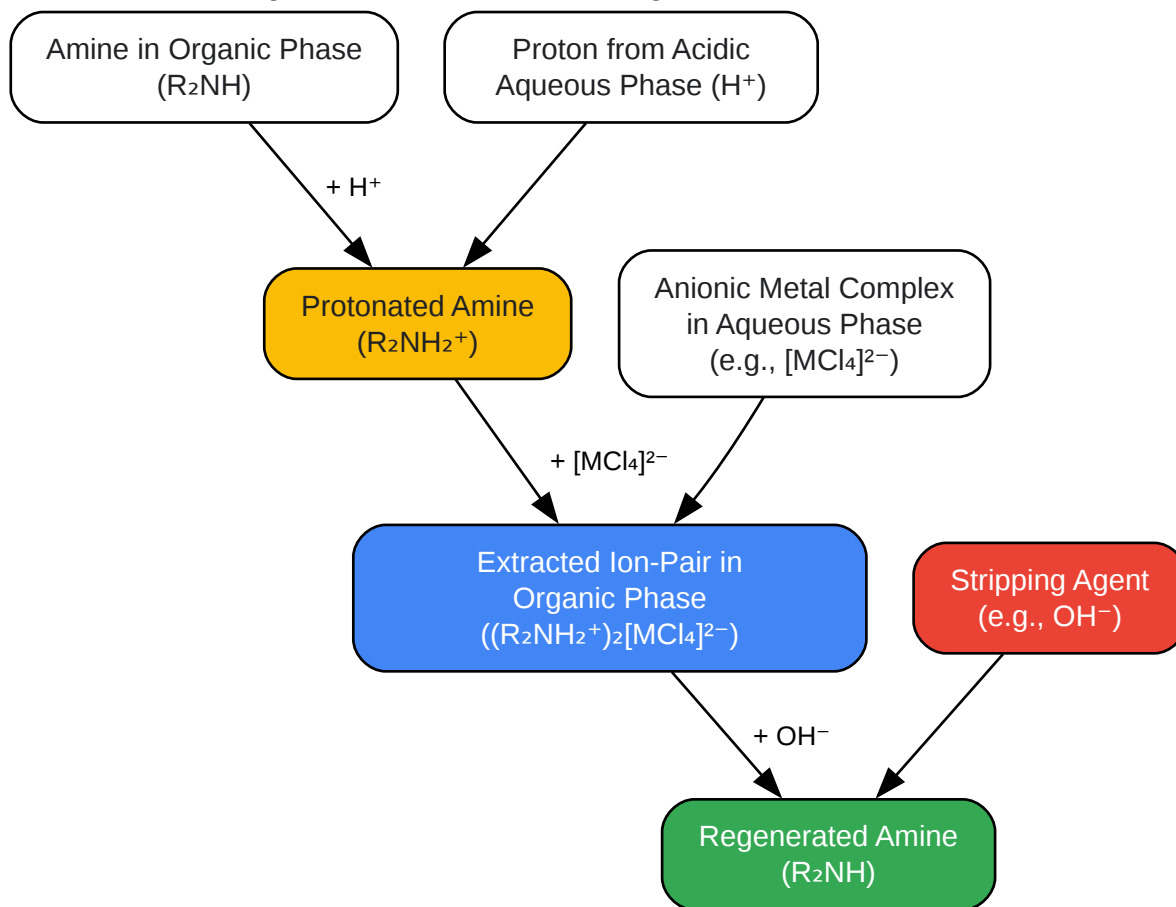 Amine in Organic Phase
(R₂NH)
Proton from Acidic
Aqueous Phase (H⁺)
+ H⁺
Protonated Amine
(R₂NH₂⁺)
Anionic Metal Complex
in Aqueous Phase
(e.g., [MCl₄]²⁻)
+ [MCl₄]²⁻
Extracted Ion-Pair in
Organic Phase
((R₂NH₂⁺)₂[MCl₄]²⁻)
Stripping Agent
(e.g., OH⁻)
+ OH⁻
Regenerated Amine
(R₂NH)